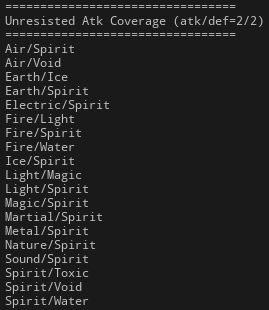 =================================
Unresisted Atk Coverage (atk/def=2/2)
=================================
Air/Spirit
Air/Void
Earth/Ice
Earth/Spirit
Electric/Spirit
Fire/Light
Fire/Spirit
Fire/Water
Ice/Spirit
Light/Magic
Light/Spirit
Magic/Spirit
Martial/Spirit
Metal/Spirit
Nature/Spirit
Sound/Spirit
Spirit/Toxic
Spirit/Void
Spirit/Water